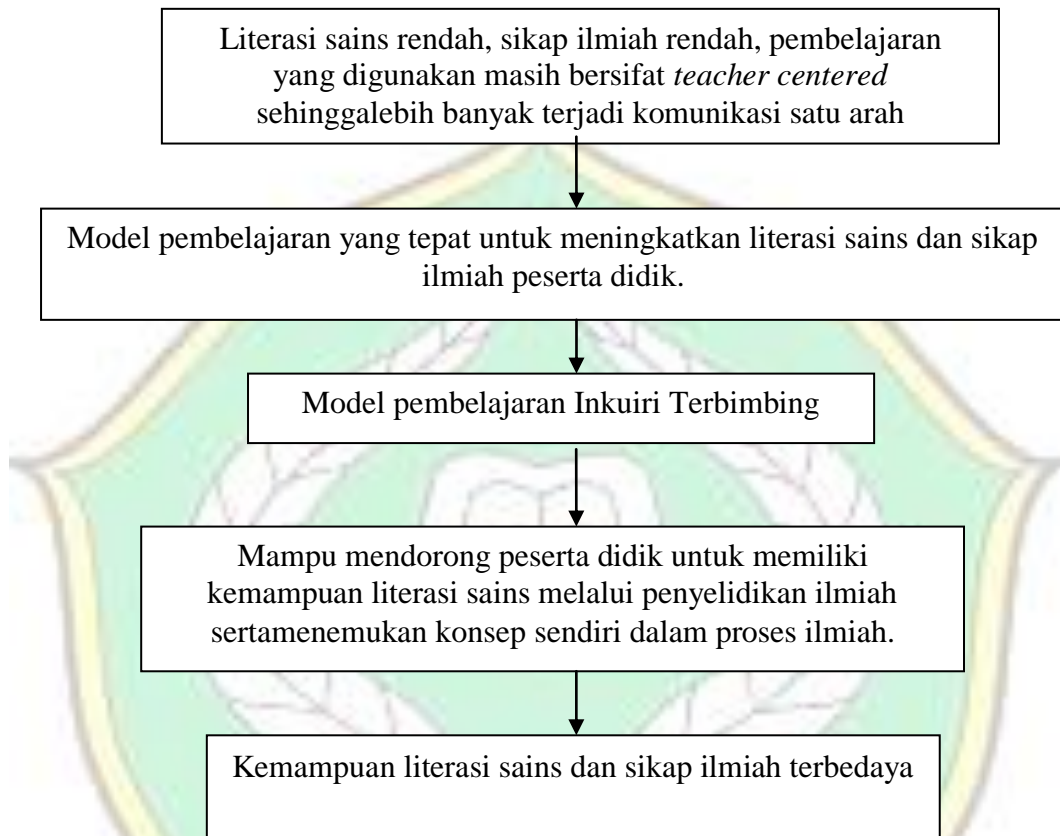 Literasi sains rendah, sikap ilmiah rendah, pembelajaran
yang digunakan masih bersifat teacher centered
sehinggalebih banyak terjadi komunikasi satu arah
Model pembelajaran yang tepat untuk meningkatkan literasi sains dan sikap
ilmiah peserta didik.
Model pembelajaran Inkuiri Terbimbing
Mampu mendorong peserta didik untuk memiliki
kemampuan literasi sains melalui penyelidikan ilmiah
sertamenemukan konsep sendiri dalam proses ilmiah.
Kemampuan literasi sains dan sikap ilmiah terbedaya